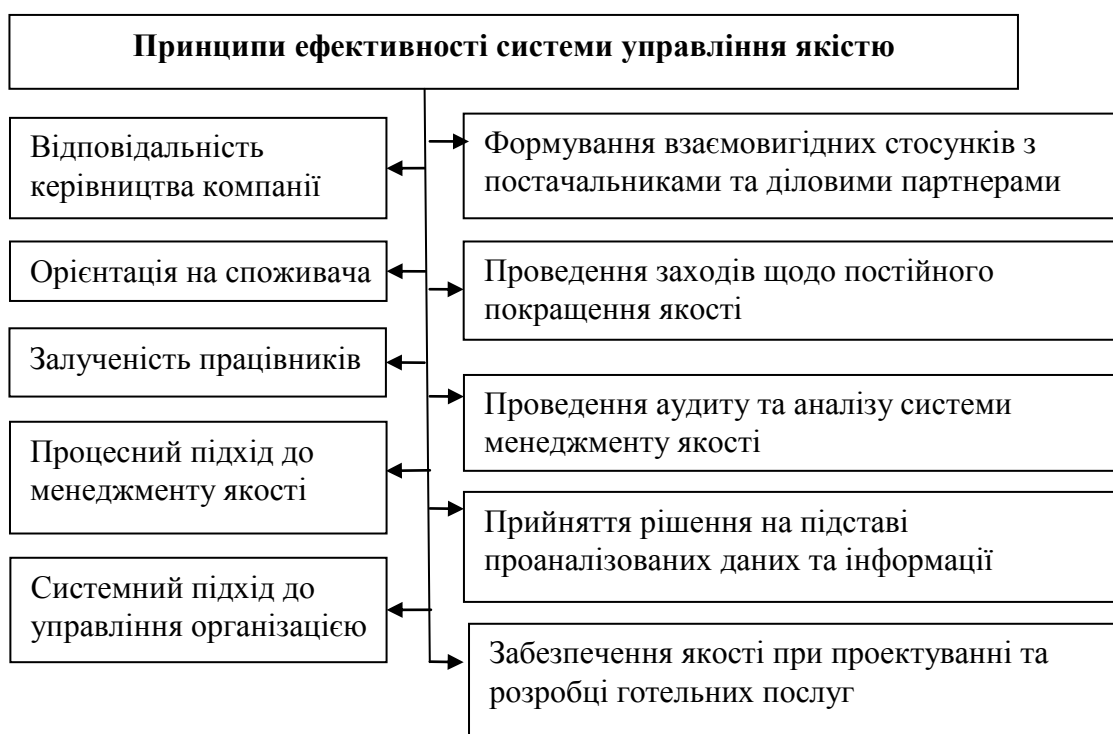 Принципи ефективності системи управління якістю
Відповідальність
керівництва компанії
Орієнтація на споживача
Залученість працівників
Процесний підхід до
менеджменту якості
Системний підхід до
управління організацією
Формування взаємовигідних стосунків з
постачальниками та діловими партнерами
Проведення заходів щодо постійного
покращення якості
Проведення аудиту та аналізу системи
менеджменту якості
Прийняття рішення на підставі
проаналізованих даних та інформації
Забезпечення якості при проектуванні та
розробці готельних послуг